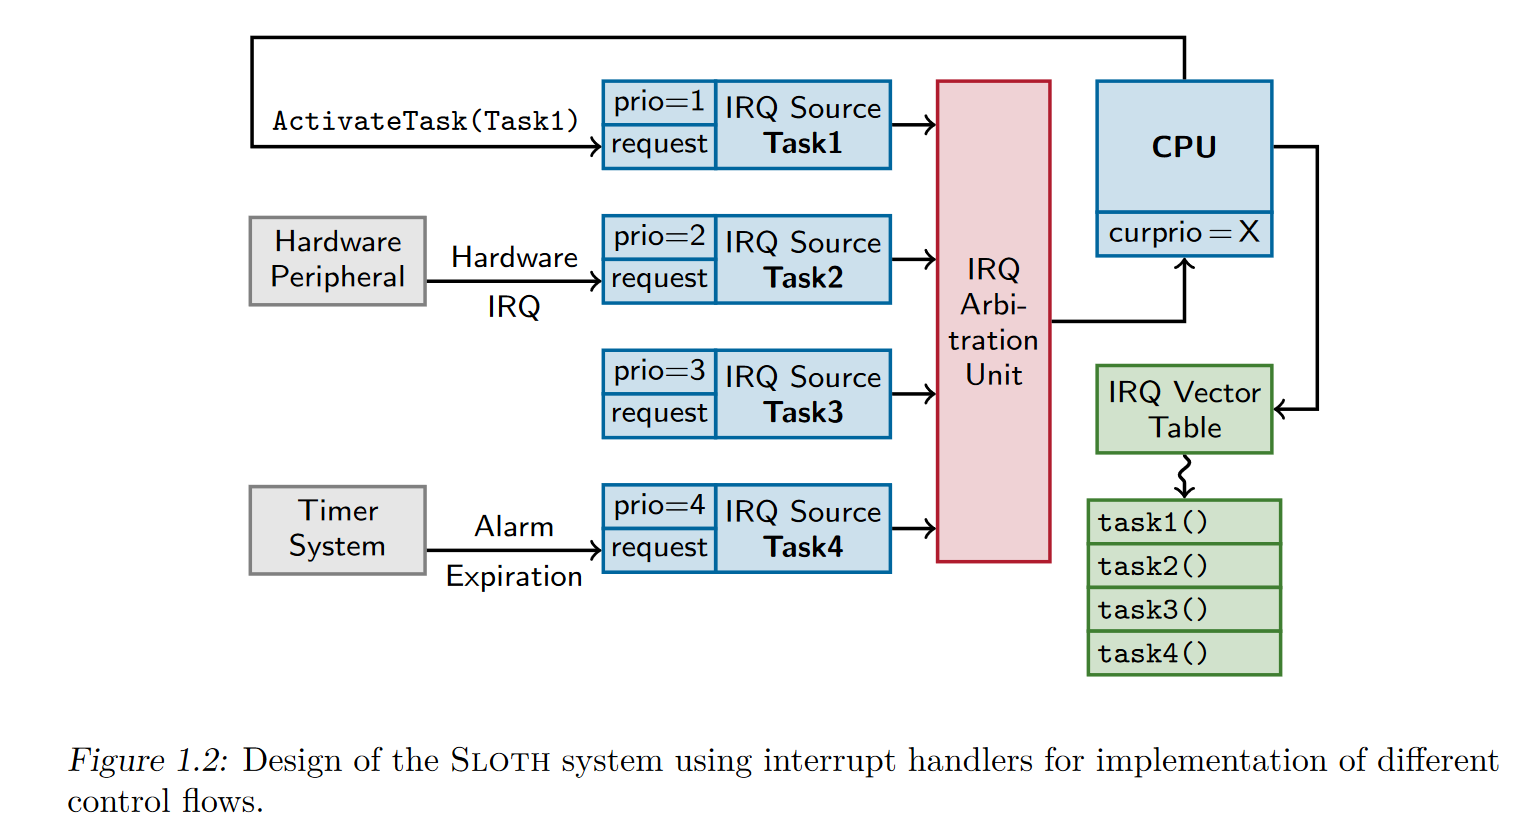 ActivateTask(Task1)
prio=1
request
IRQ Source
Task1
Hardware
Peripheral
Hardware
IRQ
prio=2
request
IRQ Source
Task2
prio=3
request
IRQ Source
Task3
Timer
System
Alarm
Expiration
prio=4
request
IRQ Source
Task4
IRQ
Arbi-
tration
Unit
CPU
curprio = X
IRQ Vector
Table
task1()
task2()
task3()
task4()
Figure 1.2: Design of the SLOTH system using interrupt handlers for implementation of different
control flows.